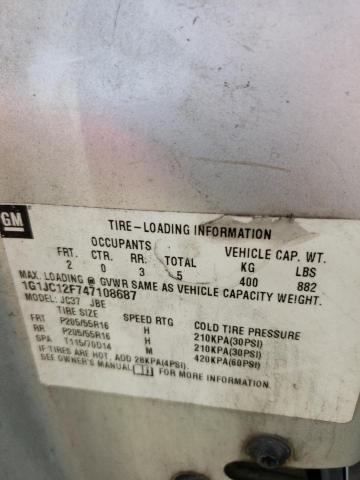 GM
TIRE-LOADING INFORMATION
OCCUPANTS VEHICLE CAP. WT.
FRT. CTR. RR. TOTAL KG LBS
2 0 3 5 400 882
MAX. LOADING @ GVWR SAME AS VEHICLE CAPACITY WEIGHT.
1G1JC12F747108687
MODEL: JC37 JBE
TIRE SIZE SPEED RTG COLD TIRE PRESSURE
FRT P205/55R16 H 210KPA(30PSI)
RR P205/55R16 H 210KPA(30PSI)
SPA T115/70D14 M 420KPA(60PSI)
IF TIRES ARE HOT, ADD 28KPA(4PSI).
SEE OWNER'S MANUAL FOR MORE INFORMATION